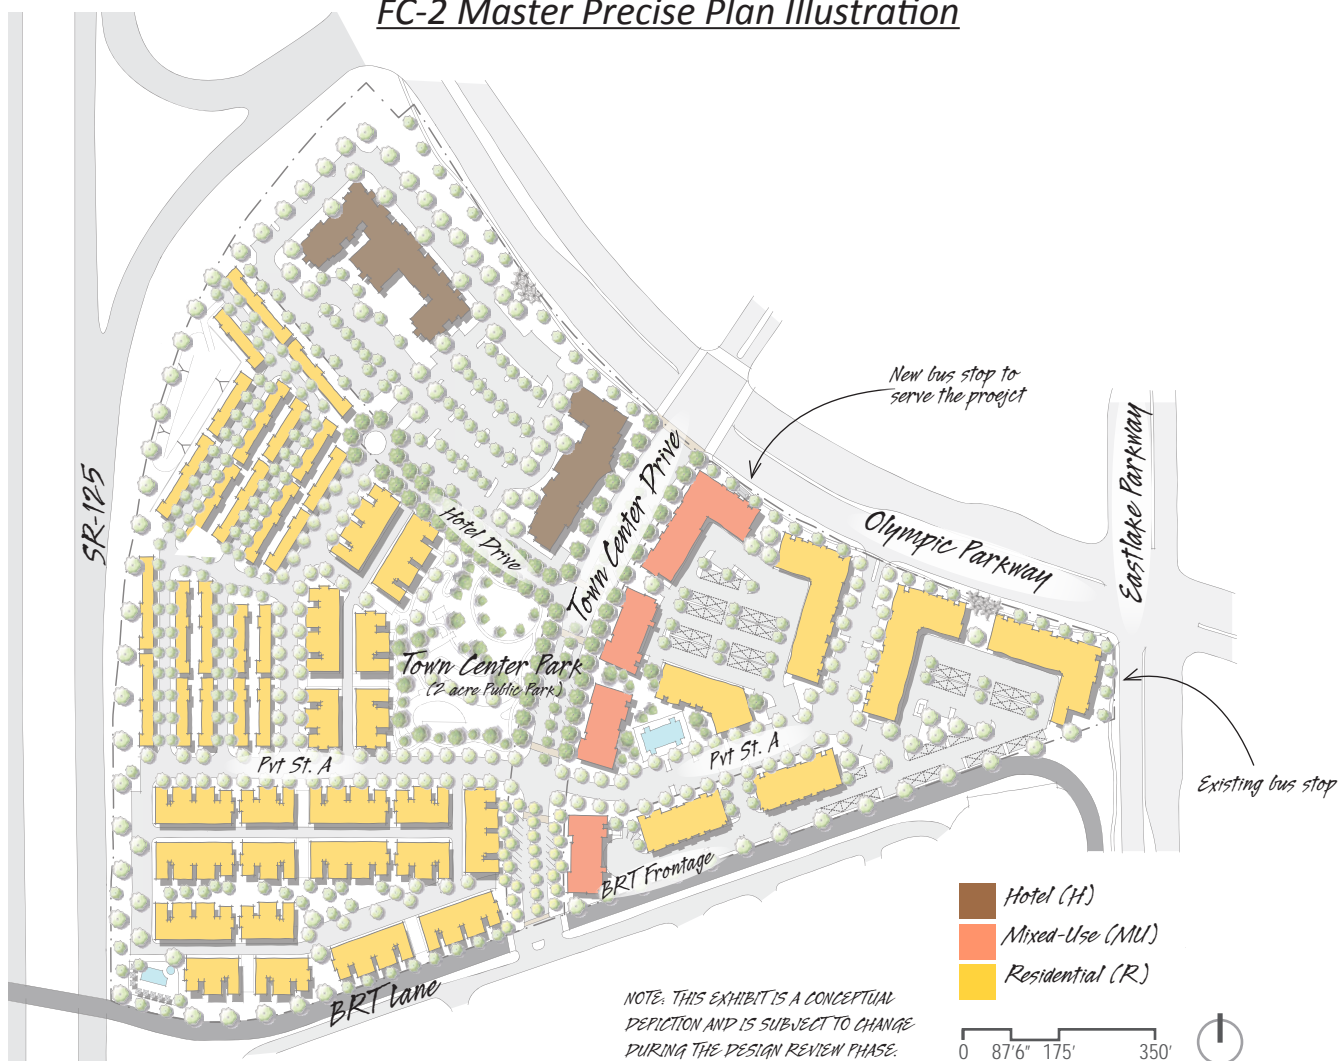 FC-2 Master Precise Plan Illustration
New bus stop to
serve the proejct
SR-125
Eastlake Parkway
Town Center Drive
Olympic Parkway
Hotel Drive
Town Center Park
(2 acre Public Park)
Pvt St. A
Pvt St. A
Existing bus stop
BRT Frontage
BRT Lane
Hotel (H)
Mixed-Use (MU)
Residential (R)
NOTE: THIS EXHIBIT IS A CONCEPTUAL
DEPICTION AND IS SUBJECT TO CHANGE
DURING THE DESIGN REVIEW PHASE.
0 87'6" 175' 350'